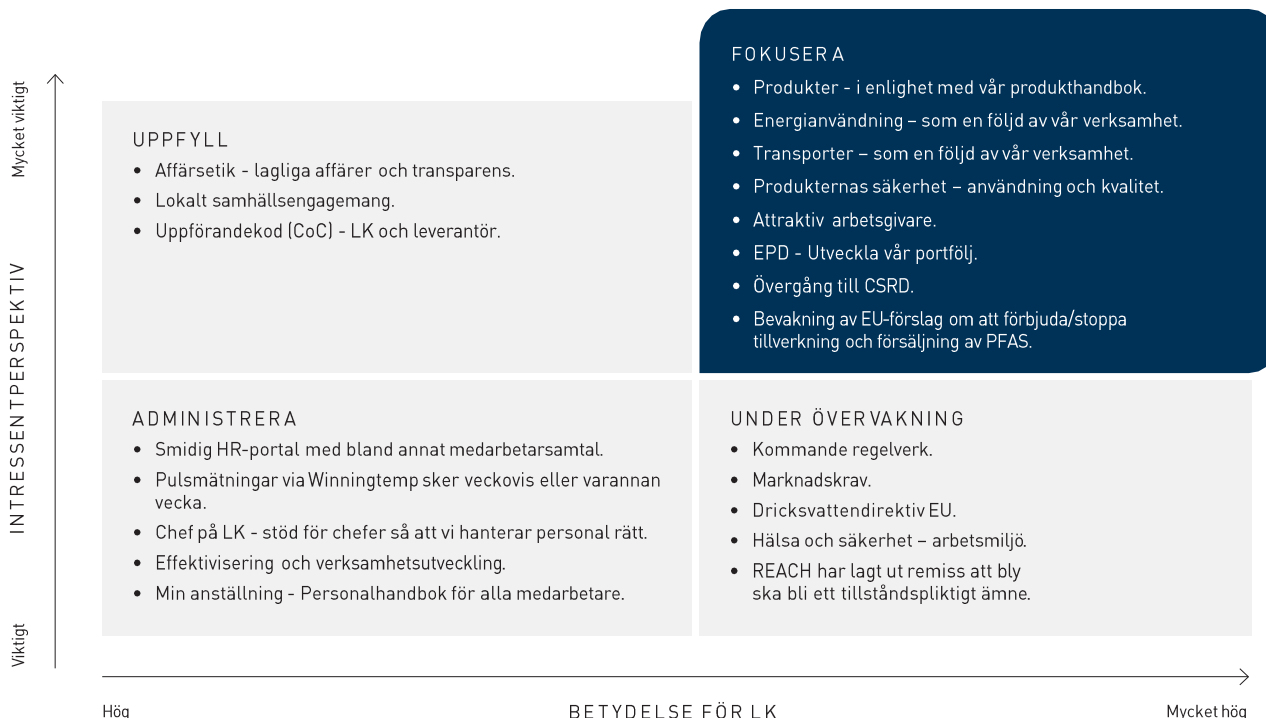 FOKUSERA
• Produkter - i enlighet med vår produkthandbok.
• Energianvändning – som en följd av vår verksamhet.
• Transporter – som en följd av vår verksamhet.
• Produkternas säkerhet – användning och kvalitet.
• Attraktiv arbetsgivare.
• EPD - Utveckla vår portfölj.
• Övergång till CSRD.
• Bevakning av EU-förslag om att förbjuda/stoppa
tillverkning och försäljning av PFAS.
Mycket viktigt
UPPFYLL
• Affärsetik - lagliga affärer och transparens.
• Lokalt samhällsengagemang.
• Uppförandekod (CoC) - LK och leverantör.
INTRESSENTPERSPEKTIV
ADMINISTRERA
• Smidig HR-portal med bland annat medarbetarsamtal.
• Pulsmätningar via Winningtemp sker veckovis eller varannan
vecka.
• Chef på LK - stöd för chefer så att vi hanterar personal rätt.
• Effektivisering och verksamhetsutveckling.
• Min anställning - Personalhandbok för alla medarbetare.
UNDER ÖVERVAKNING
• Kommande regelverk.
• Marknadskrav.
• Dricksvattendirektiv EU.
• Hälsa och säkerhet – arbetsmiljö.
• REACH har lagt ut remiss att bly
ska bli ett tillståndspliktigt ämne.
Viktigt
Hög
BETYDELSE FÖR LK
Mycket hög